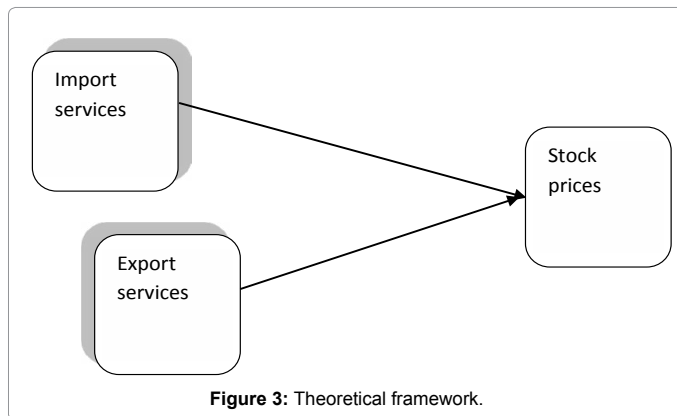 Import
services
Stock
prices
Export
services
Figure 3: Theoretical framework.